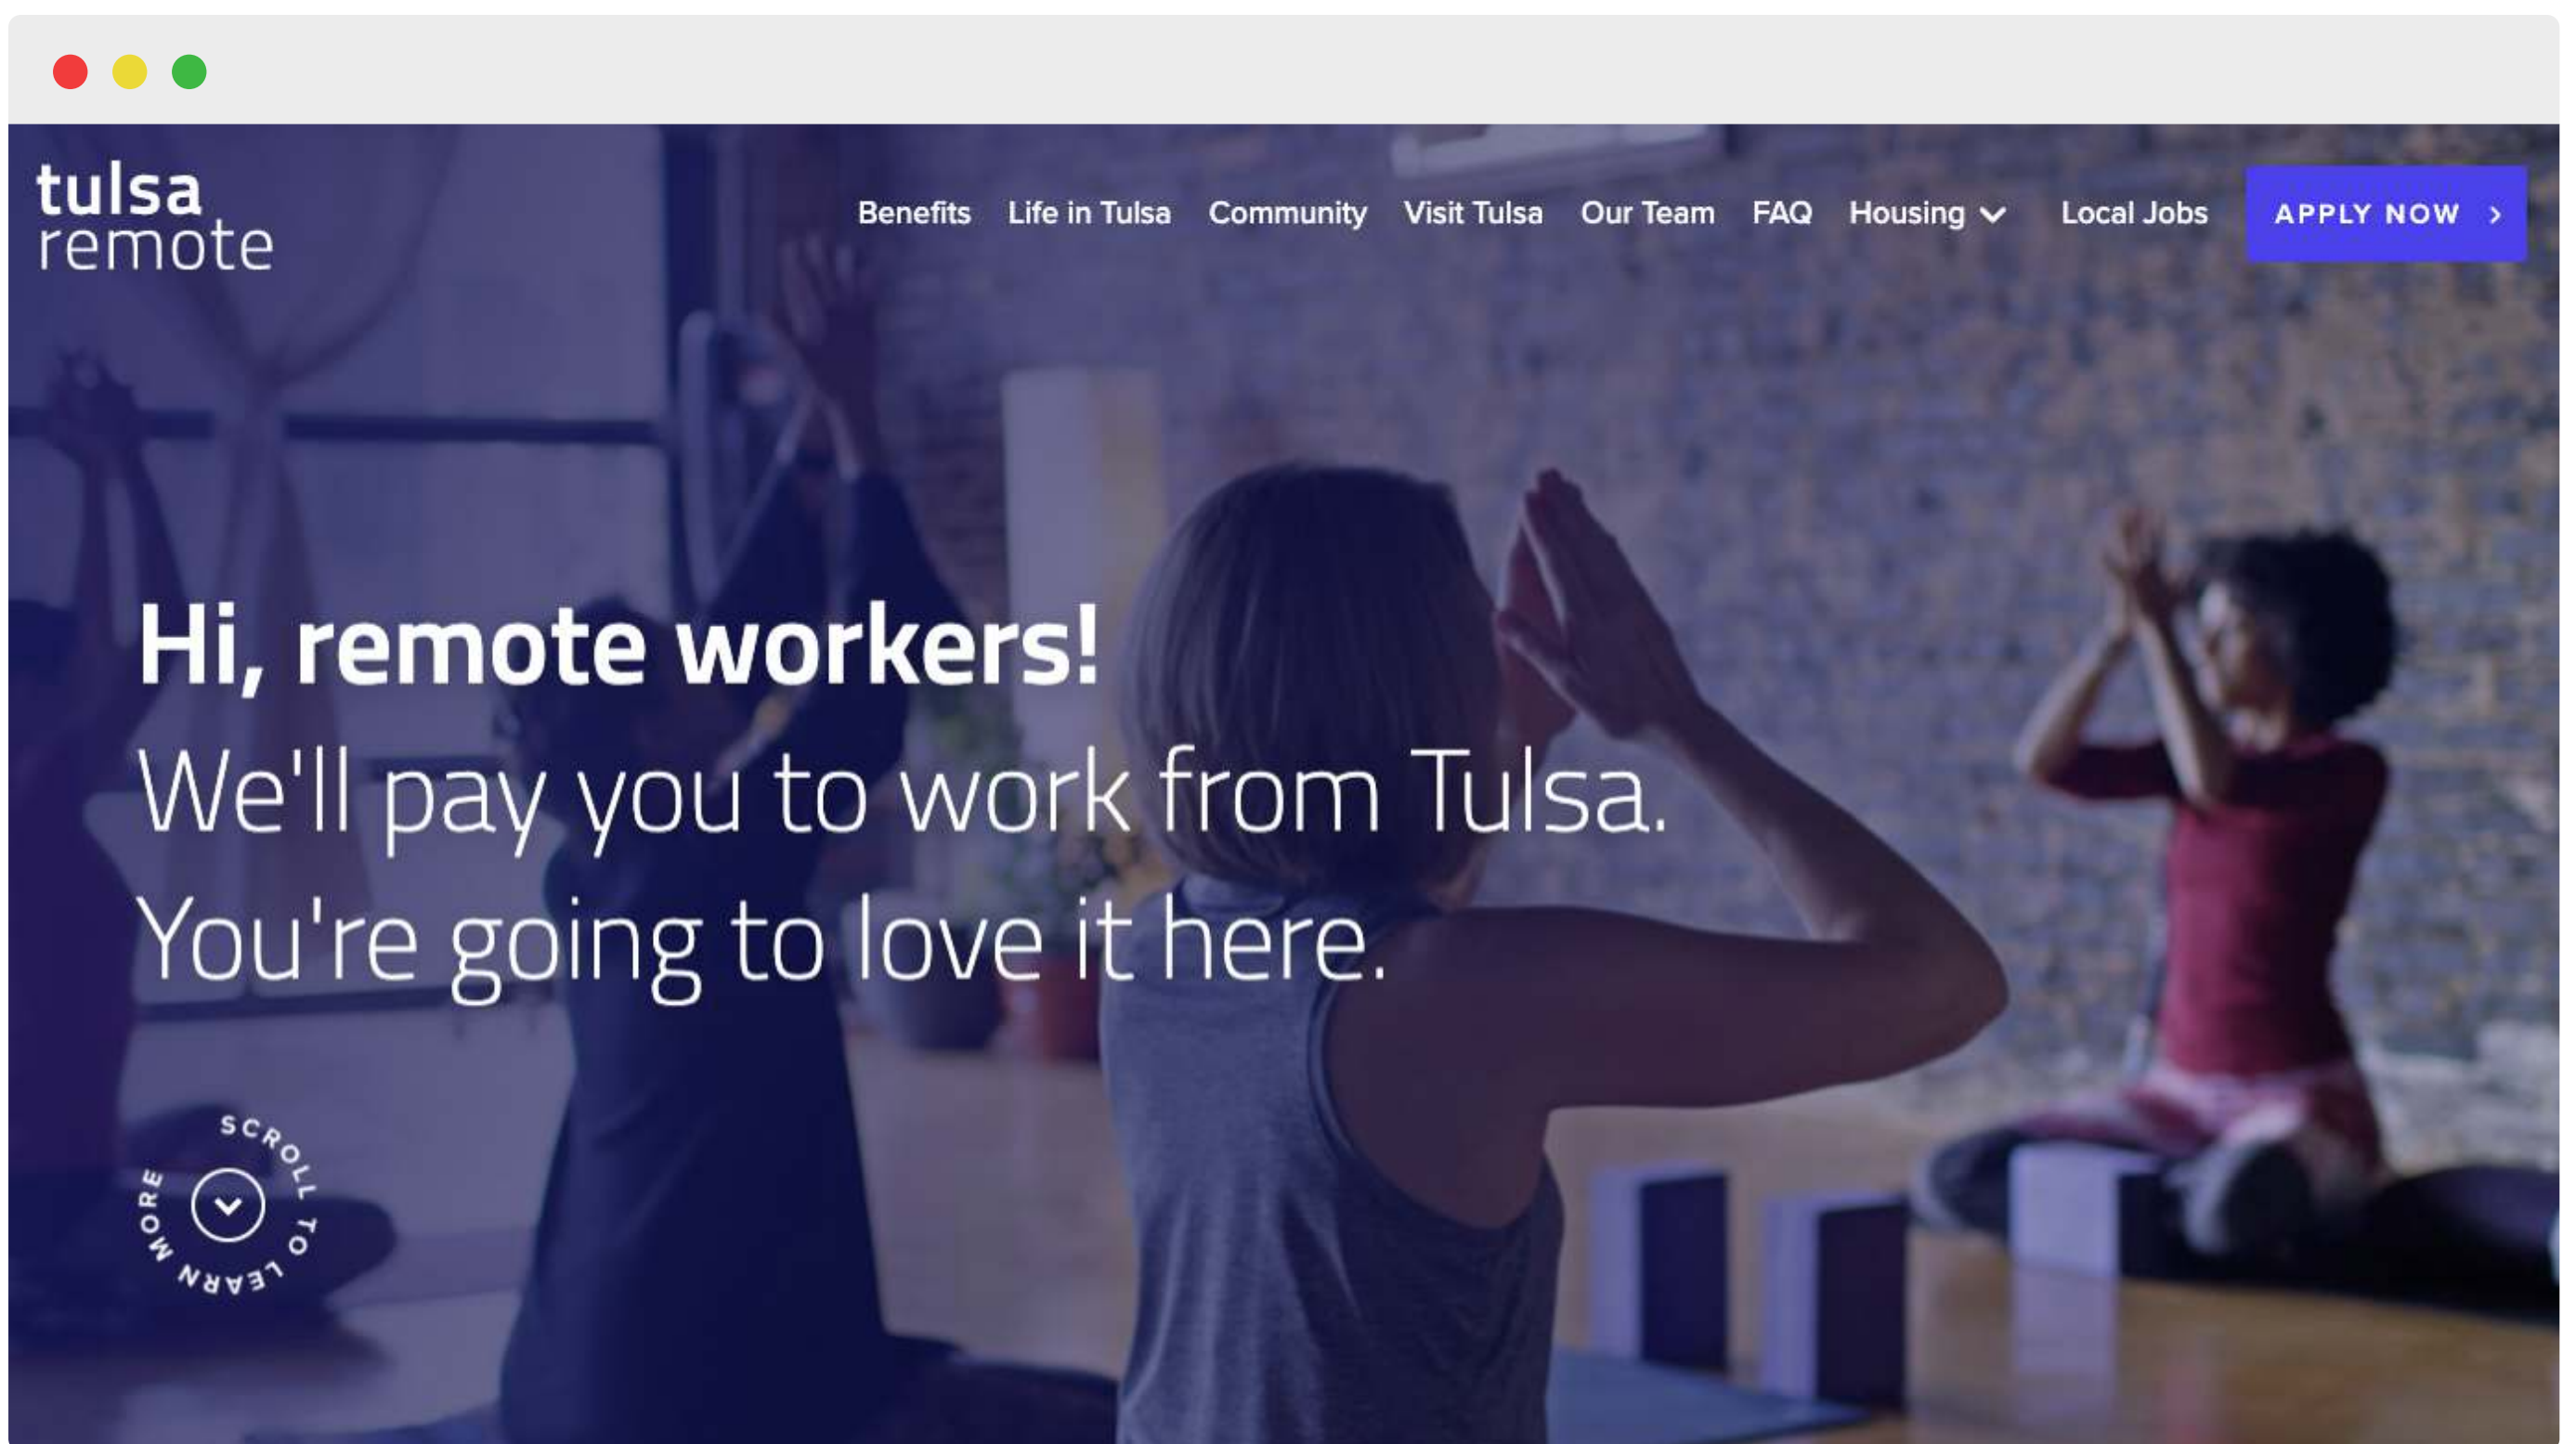 tulsa
remote
Benefits Life in Tulsa Community Visit Tulsa Our Team FAQ Housing Local Jobs APPLY NOW
Hi, remote workers!
We'll pay you to work from Tulsa.
You're going to love it here.
SCROLL TO LEARN MORE